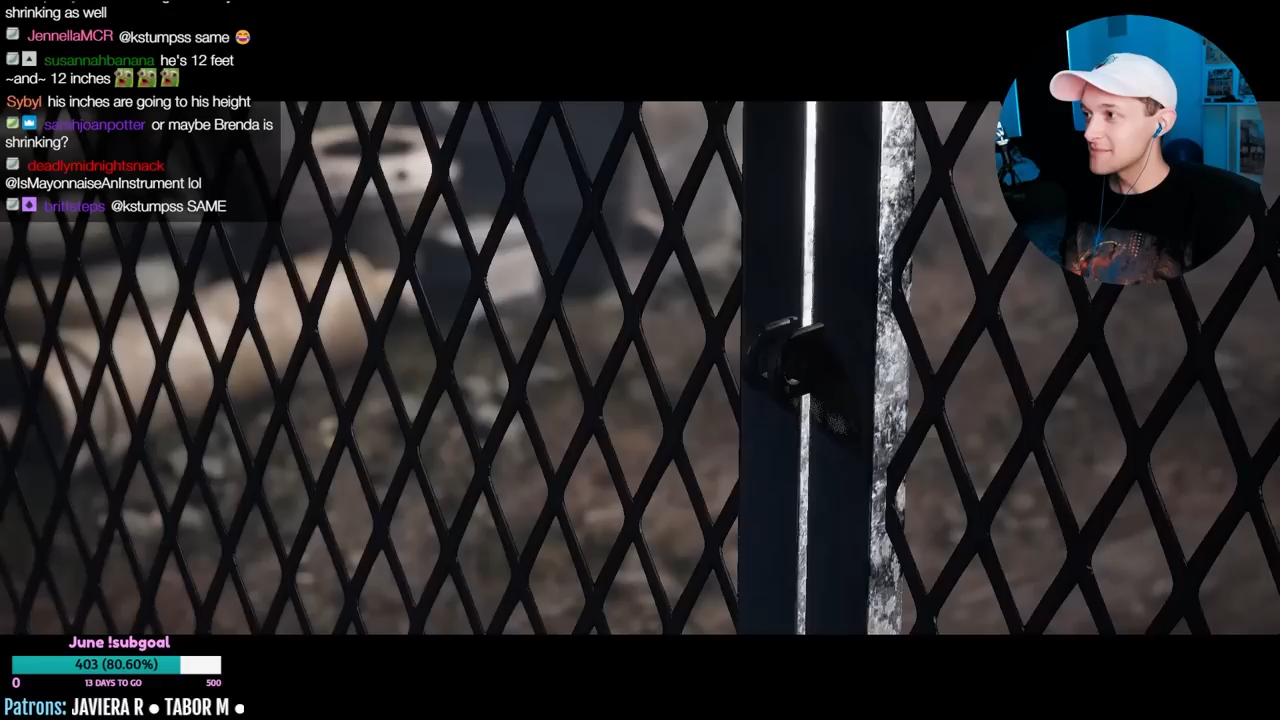 shrinking as well
JennellaMCR @kstumpss same
susannahbanana he's 12 feet
~and~ 12 inches
Sybyl his inches are going to his height
sarahjoanpotter or maybe Brenda is
shrinking?
deadlymidnightsnack
@IsMayonnaiseAnInstrument lol
brittsteps @kstumpss SAME
June !subgoal
403 (80.60%)
0 13 DAYS TO GO 500
Patrons: JAVIERA R ● TABOR M ●